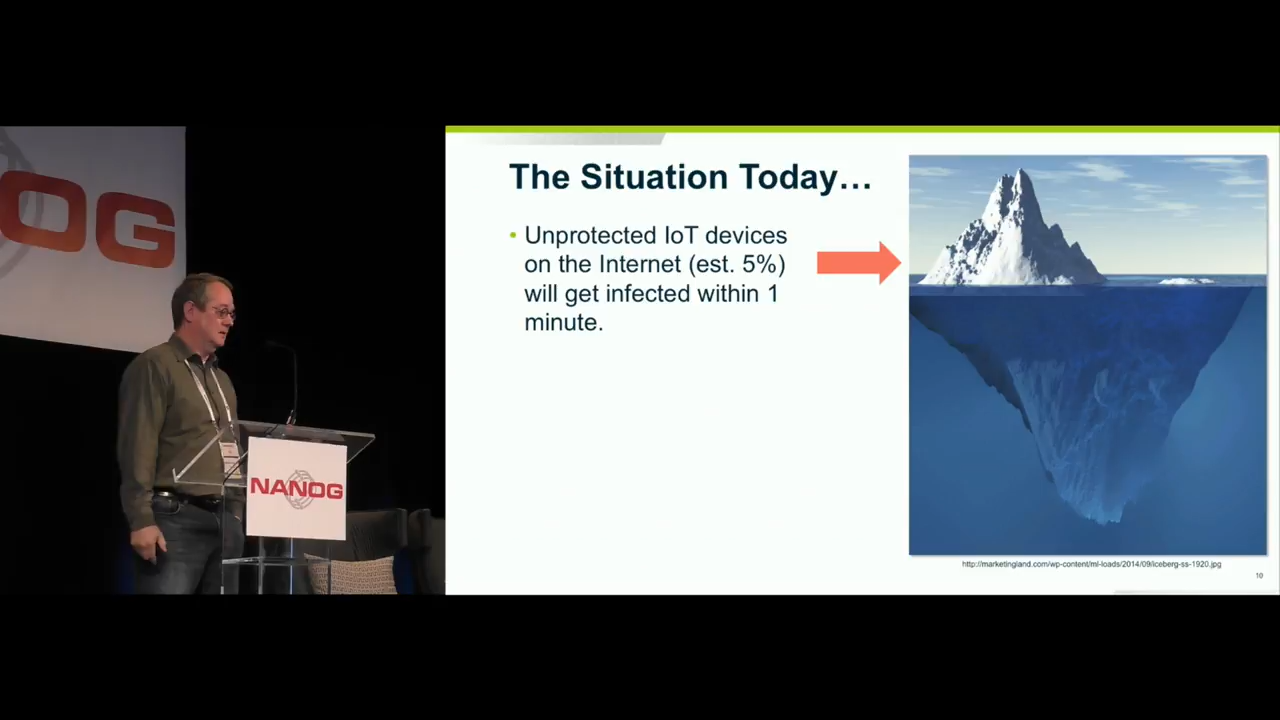 OG
NANOG
The Situation Today…
• Unprotected IoT devices
on the Internet (est. 5%)
will get infected within 1
minute.
http://marketingland.com/wp-content/ml-loads/2014/09/iceberg-ss-1920.jpg
10